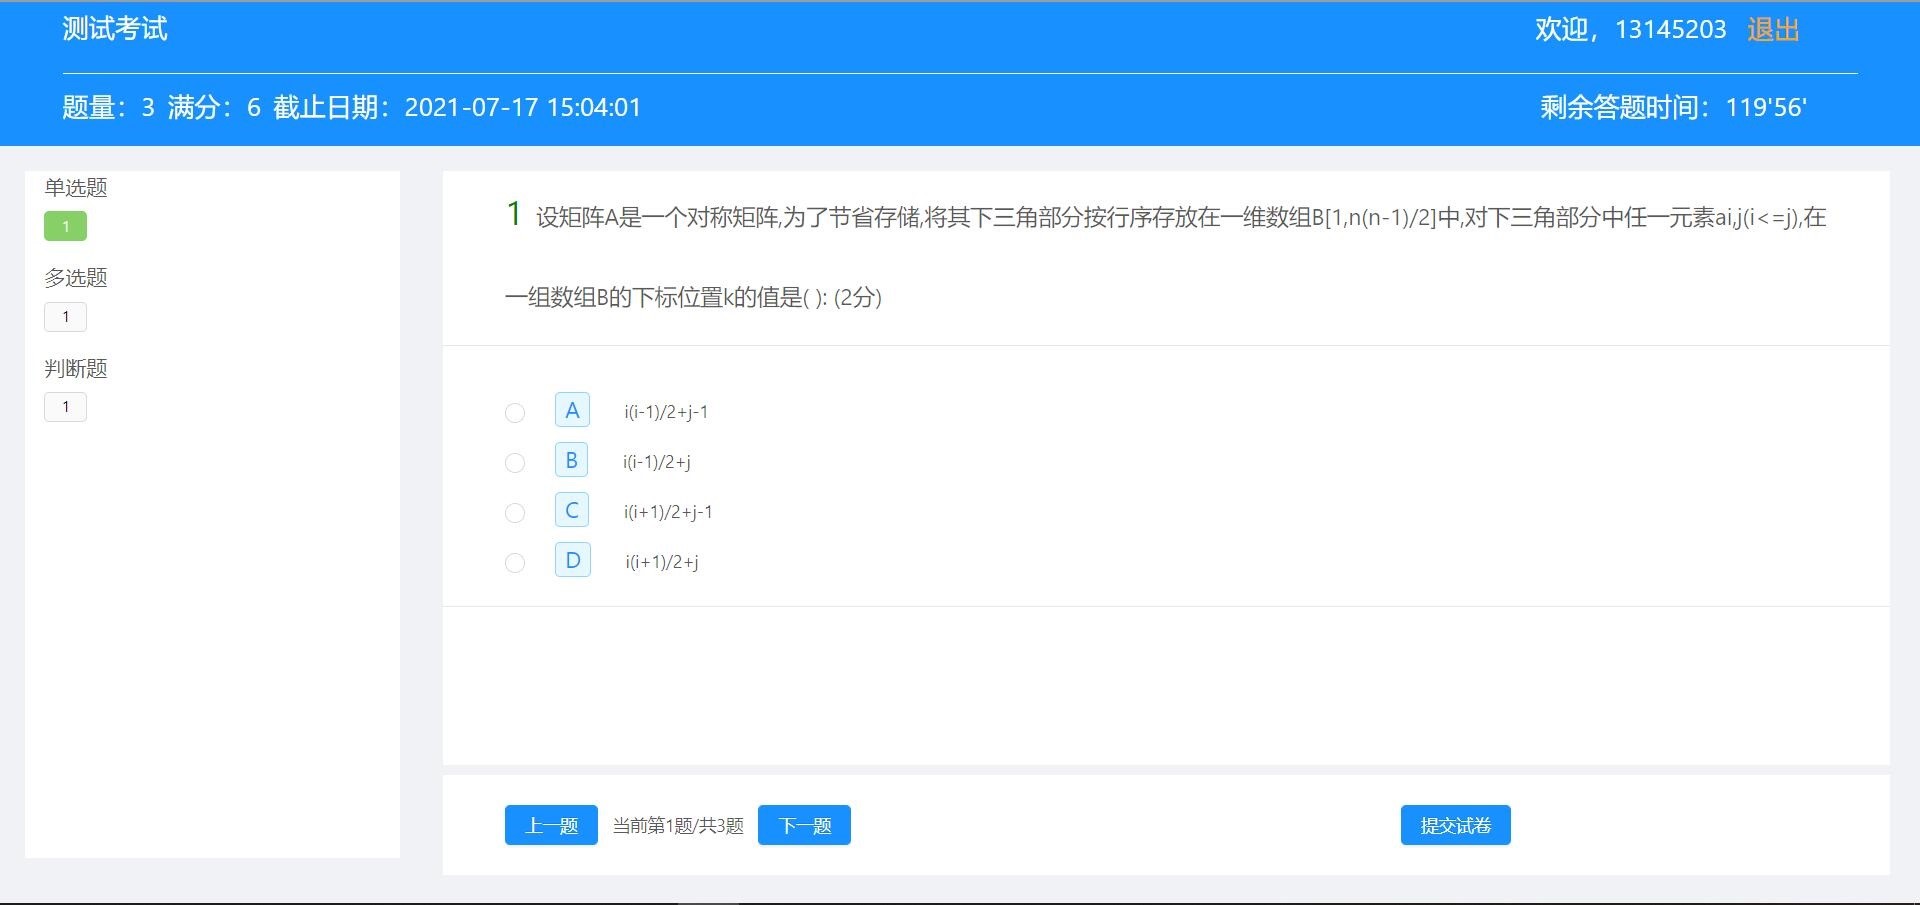 测试考试
欢迎，13145203 退出
题量：3 满分：6 截止日期：2021-07-17 15:04:01
剩余答题时间：119'56'
单选题
1
多选题
1
判断题
1
1 设矩阵A是一个对称矩阵,为了节省存储,将其下三角部分按行序存放在一维数组B[1,n(n-1)/2]中,对下三角部分中任一元素ai,j(i<=j),在
一组数组B的下标位置k的值是( ): (2分)
A i(i-1)/2+j-1
B i(i-1)/2+j
C i(i+1)/2+j-1
D i(i+1)/2+j
上一题 当前第1题/共3题 下一题
提交试卷